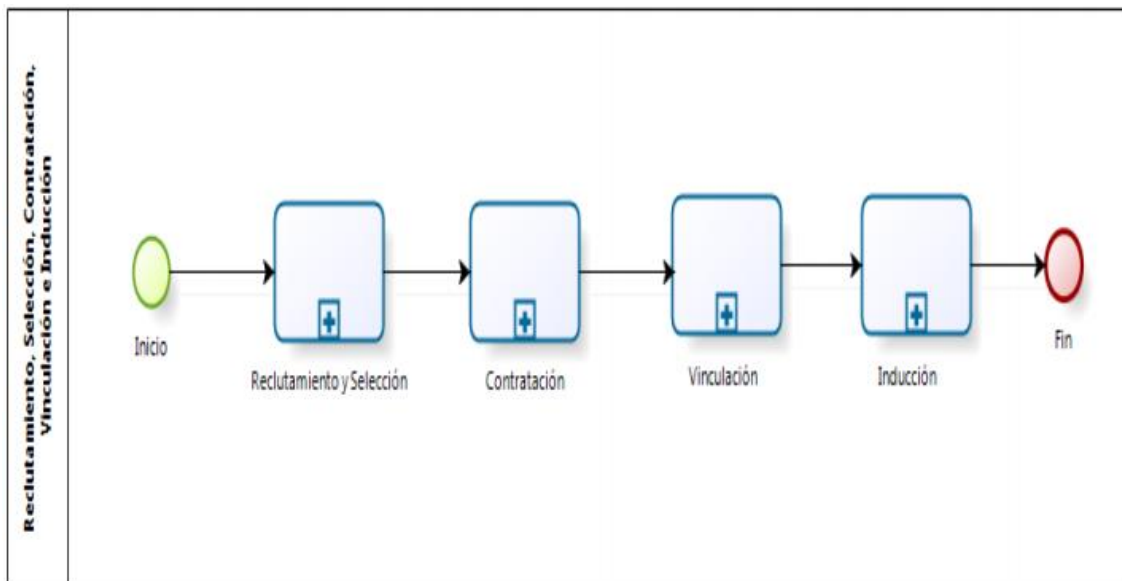 Reclutamiento, Selección, Contratación,
Vinculación e Inducción
Inicio
Reclutamiento y Selección
Contratación
Vinculación
Inducción
Fin